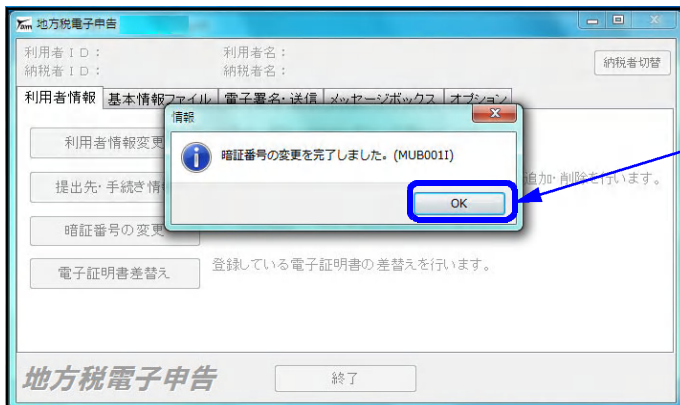 Tam 地方税電子申告
利用者ＩＤ： 利用者名：
納税者ＩＤ： 納税者名：
納税者切替
利用者情報 基本情報ファイル 電子署名・送信 メッセージボックス オプション
情報
利用者情報変更
暗証番号の変更を完了しました。(MUB001I)
提出先・手続き情 追加・削除を行います。
OK
暗証番号の変更
電子証明書差替え 登録している電子証明書の差替えを行います。
地方税電子申告
終了